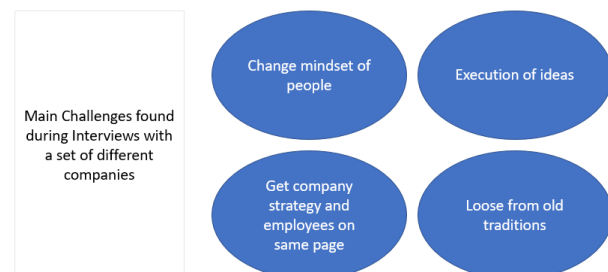 Main Challenges found
during Interviews with
a set of different
companies
Change mindset of
people
Execution of ideas
Get company
strategy and
employees on
same page
Loose from old
traditions